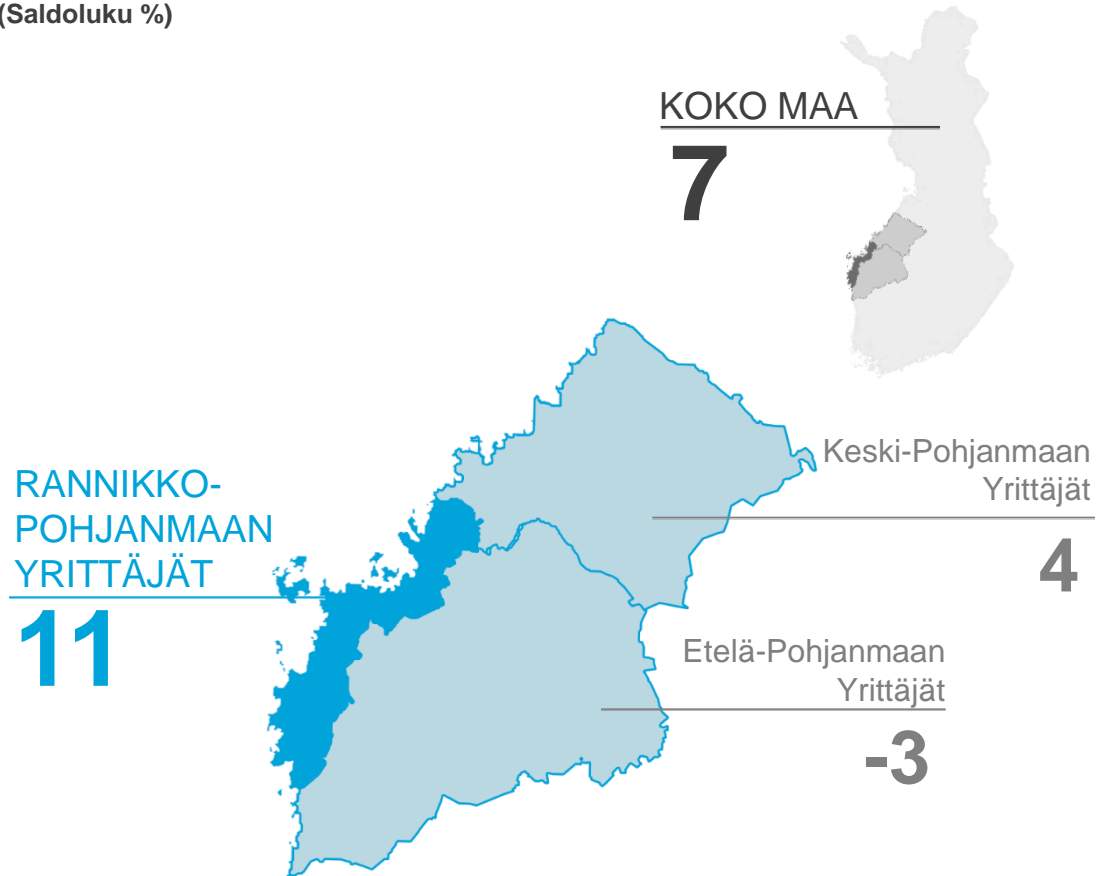 (Saldoluku %)
KOKO MAA
7
Keski-Pohjanmaan
Yrittäjät
4
RANNIKKO-
POHJANMAAN
YRITTÄJÄT
11
Etelä-Pohjanmaan
Yrittäjät
-3